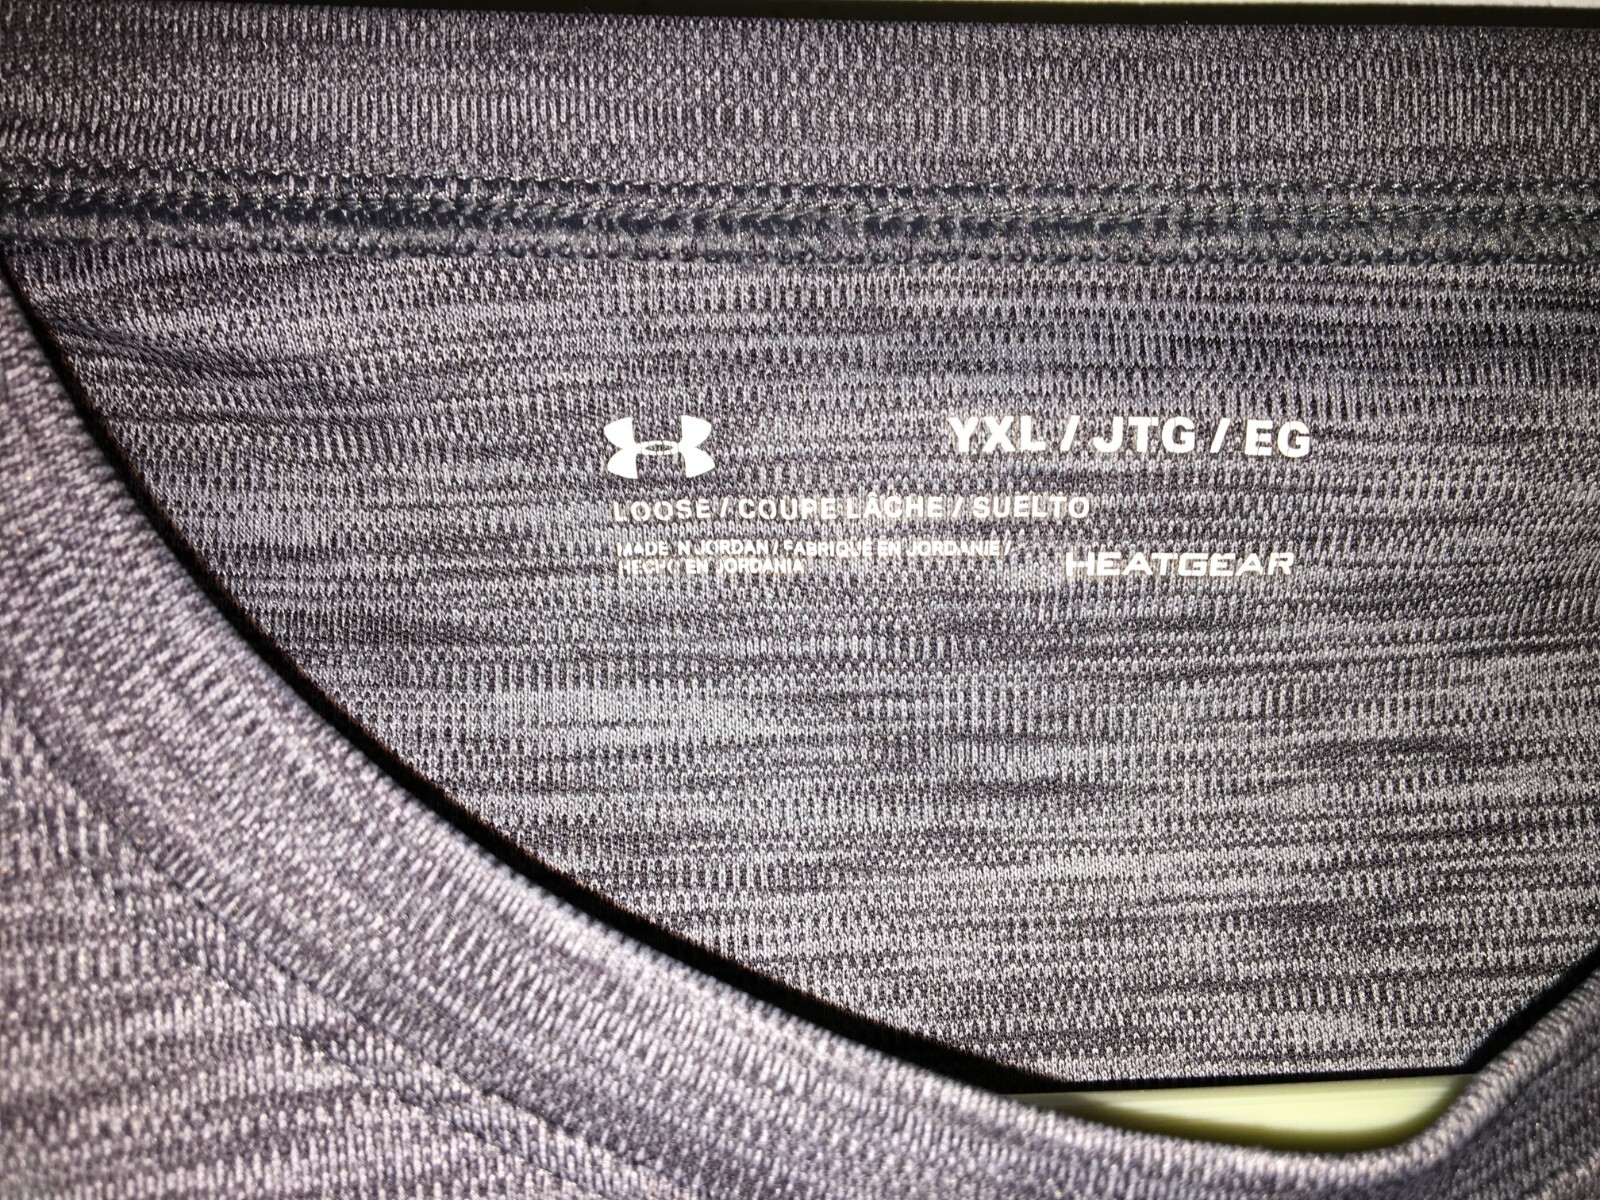 YXL / JTG / EG
LOOSE / COUPE LÂCHE / SUELTO
MADE IN JORDAN / FABRIQUÉ EN JORDANIE /
HECHO EN JORDANIA
HEATGEAR